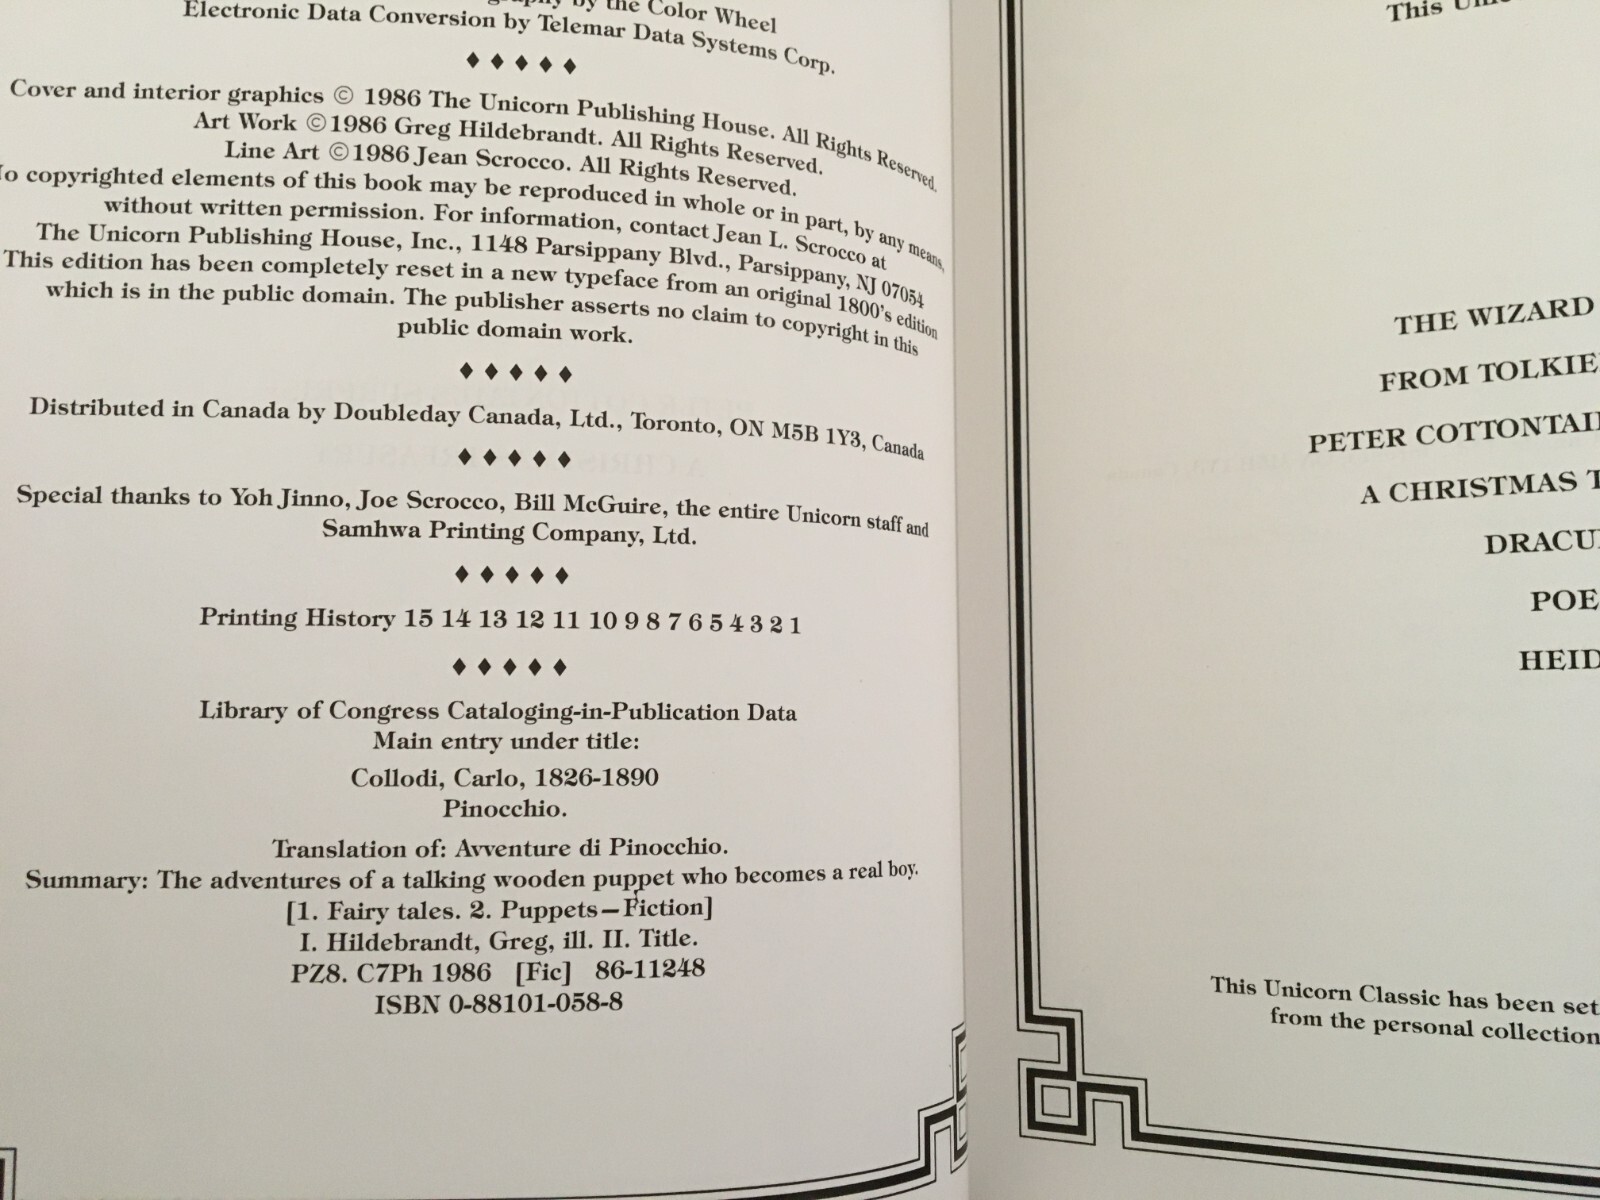 by the Color Wheel
Electronic Data Conversion by Telemar Data Systems Corp.
Cover and interior graphics © 1986 The Unicorn Publishing House. All Rights Reserved.
Art Work ©1986 Greg Hildebrandt. All Rights Reserved.
Line Art ©1986 Jean Scrocco. All Rights Reserved.
No copyrighted elements of this book may be reproduced in whole or in part, by any means,
without written permission. For information, contact Jean L. Scrocco at
The Unicorn Publishing House, Inc., 1148 Parsippany Blvd., Parsippany, NJ 07054
This edition has been completely reset in a new typeface from an original 1800's edition
which is in the public domain. The publisher asserts no claim to copyright in this
public domain work.
♦ ♦ ♦ ♦ ♦
Distributed in Canada by Doubleday Canada, Ltd., Toronto, ON M5B 1Y3, Canada
♦ ♦ ♦ ♦ ♦
Special thanks to Yoh Jinno, Joe Scrocco, Bill McGuire, the entire Unicorn staff and
Samhwa Printing Company, Ltd.
♦ ♦ ♦ ♦ ♦
Printing History 15 14 13 12 11 10 9 8 7 6 5 4 3 2 1
♦ ♦ ♦ ♦ ♦
Library of Congress Cataloging-in-Publication Data
Main entry under title:
Collodi, Carlo, 1826-1890
Pinocchio.
Translation of: Avventure di Pinocchio.
Summary: The adventures of a talking wooden puppet who becomes a real boy.
[1. Fairy tales. 2. Puppets—Fiction]
I. Hildebrandt, Greg, ill. II. Title.
PZ8. C7Ph 1986 [Fic] 86-11248
ISBN 0-88101-058-8
This
THE WIZARD
FROM TOLKIE
PETER COTTONTAI
A CHRISTMAS T
DRACU
POE
HEID
This Unicorn Classic has been set
from the personal collection